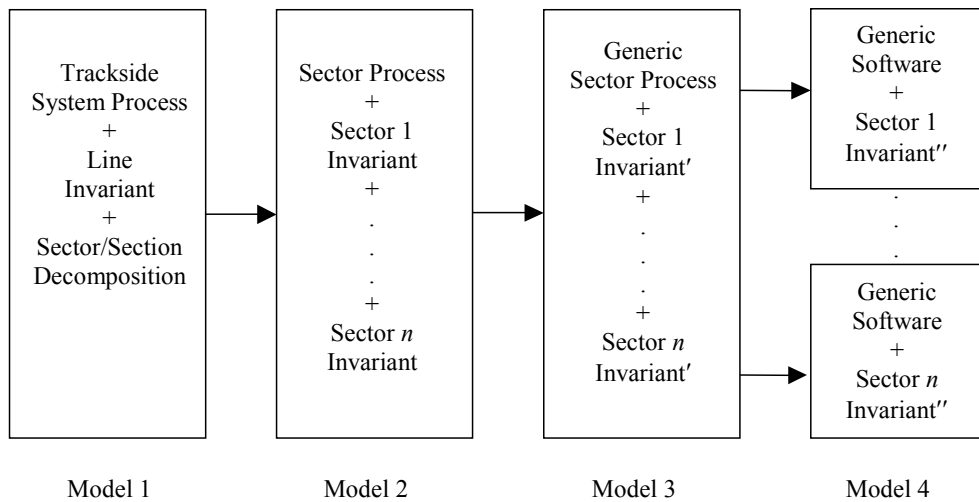 Trackside
System Process
+
Line
Invariant
+
Sector/Section
Decomposition
Model 1
Sector Process
+
Sector 1
Invariant
+
.
.
.
+
Sector n
Invariant
Model 2
Generic
Sector Process
+
Sector 1
Invariant′
+
.
.
.
+
Sector n
Invariant′
Model 3
Generic
Software
+
Sector 1
Invariant′′
.
.
.
Generic
Software
+
Sector n
Invariant′′
Model 4